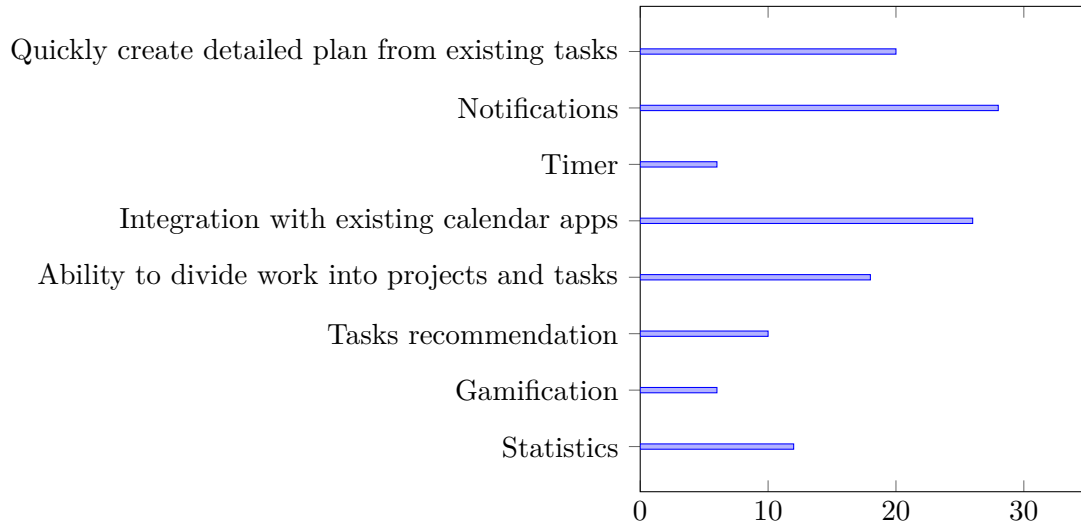 Quickly create detailed plan from existing tasks
Notifications
Timer
Integration with existing calendar apps
Ability to divide work into projects and tasks
Tasks recommendation
Gamification
Statistics
0 10 20 30